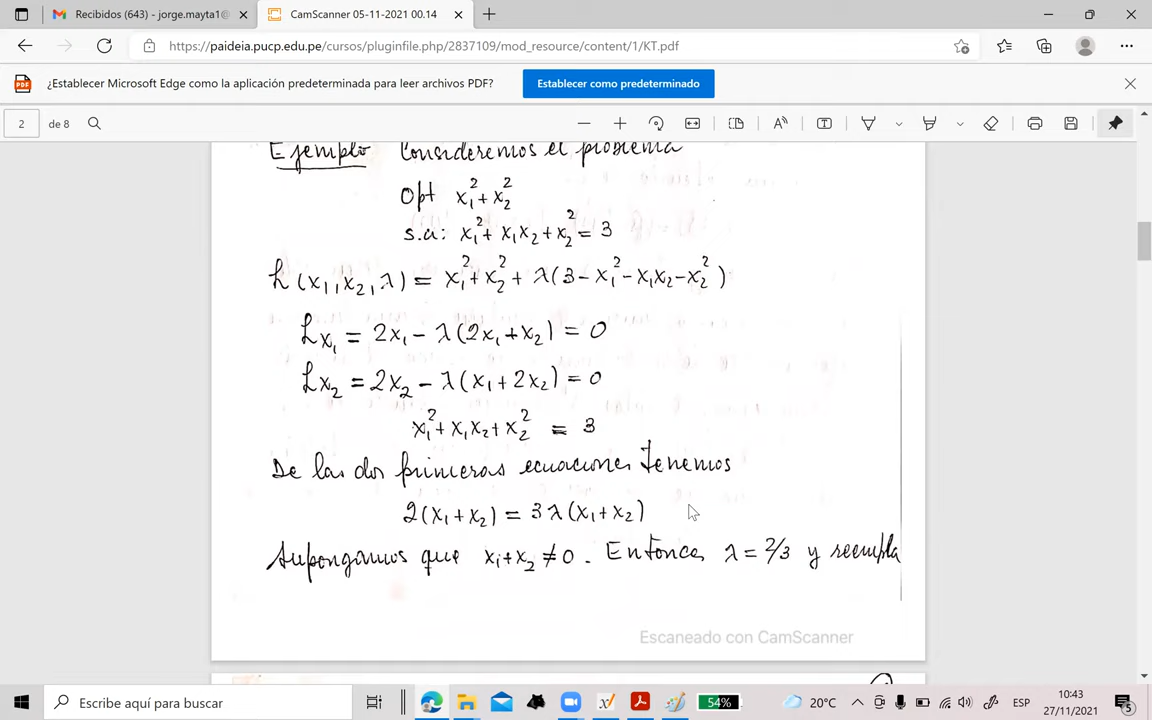 Recibidos (643) - jorge.mayta1@
CamScanner 05-11-2021 00.14
https://paideia.pucp.edu.pe/cursos/pluginfile.php/2837109/mod_resource/content/1/KT.pdf
¿Establecer Microsoft Edge como la aplicación predeterminada para leer archivos PDF?
Establecer como predeterminado
2 de 8
Ejemplo Consideremos el problema
Opt x₁² + x₂²
s.a: x₁² + x₁x₂ + x₂² = 3
L(x₁, x₂, λ) = x₁² + x₂² + λ(3 - x₁² - x₁x₂ - x₂²)
Lx₁ = 2x₁ - λ(2x₁ + x₂) = 0
Lx₂ = 2x₂ - λ(x₁ + 2x₂) = 0
x₁² + x₁x₂ + x₂² = 3
De las dos primeras ecuaciones tenemos
2(x₁ + x₂) = 3λ(x₁ + x₂)
Supongamos que x₁ + x₂ ≠ 0. Entonces λ = 2/3 y reempla
Escaneado con CamScanner
Escribe aquí para buscar
54%
20°C
ESP
10:43
27/11/2021
5